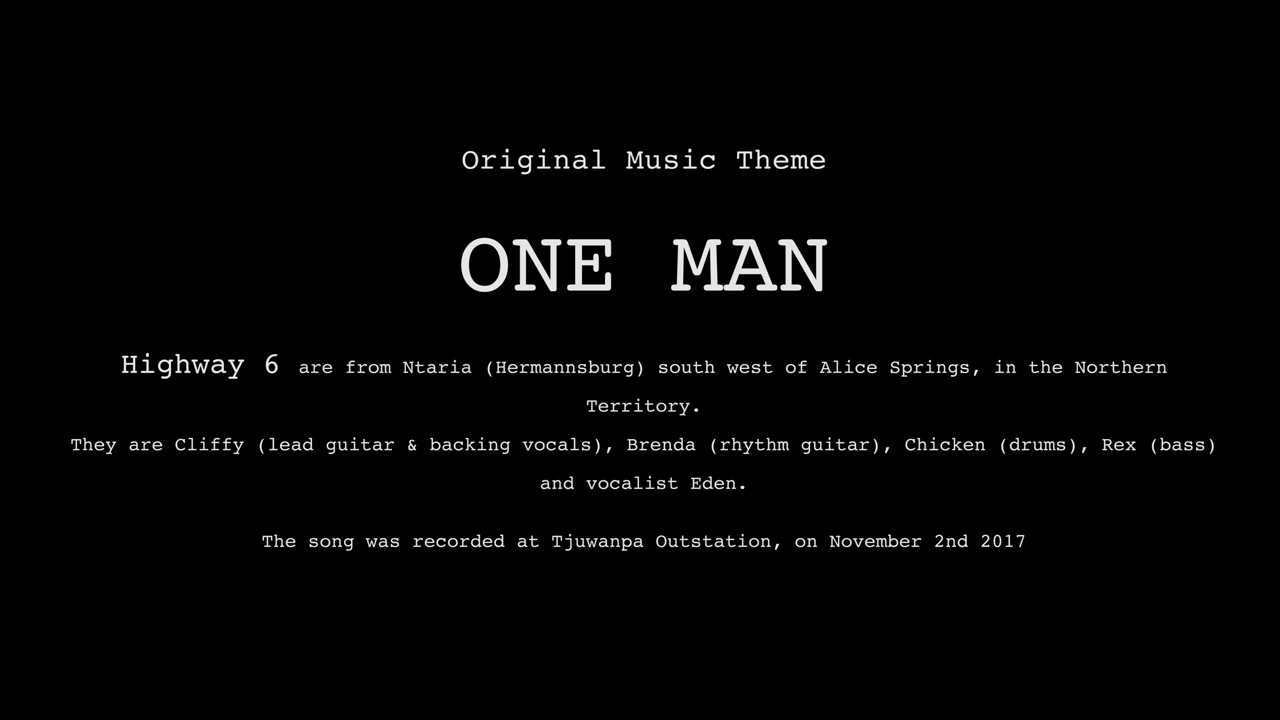 Original Music Theme
ONE MAN
Highway 6 are from Ntaria (Hermannsburg) south west of Alice Springs, in the Northern
Territory.
They are Cliffy (lead guitar & backing vocals), Brenda (rhythm guitar), Chicken (drums), Rex (bass)
and vocalist Eden.
The song was recorded at Tjuwanpa Outstation, on November 2nd 2017